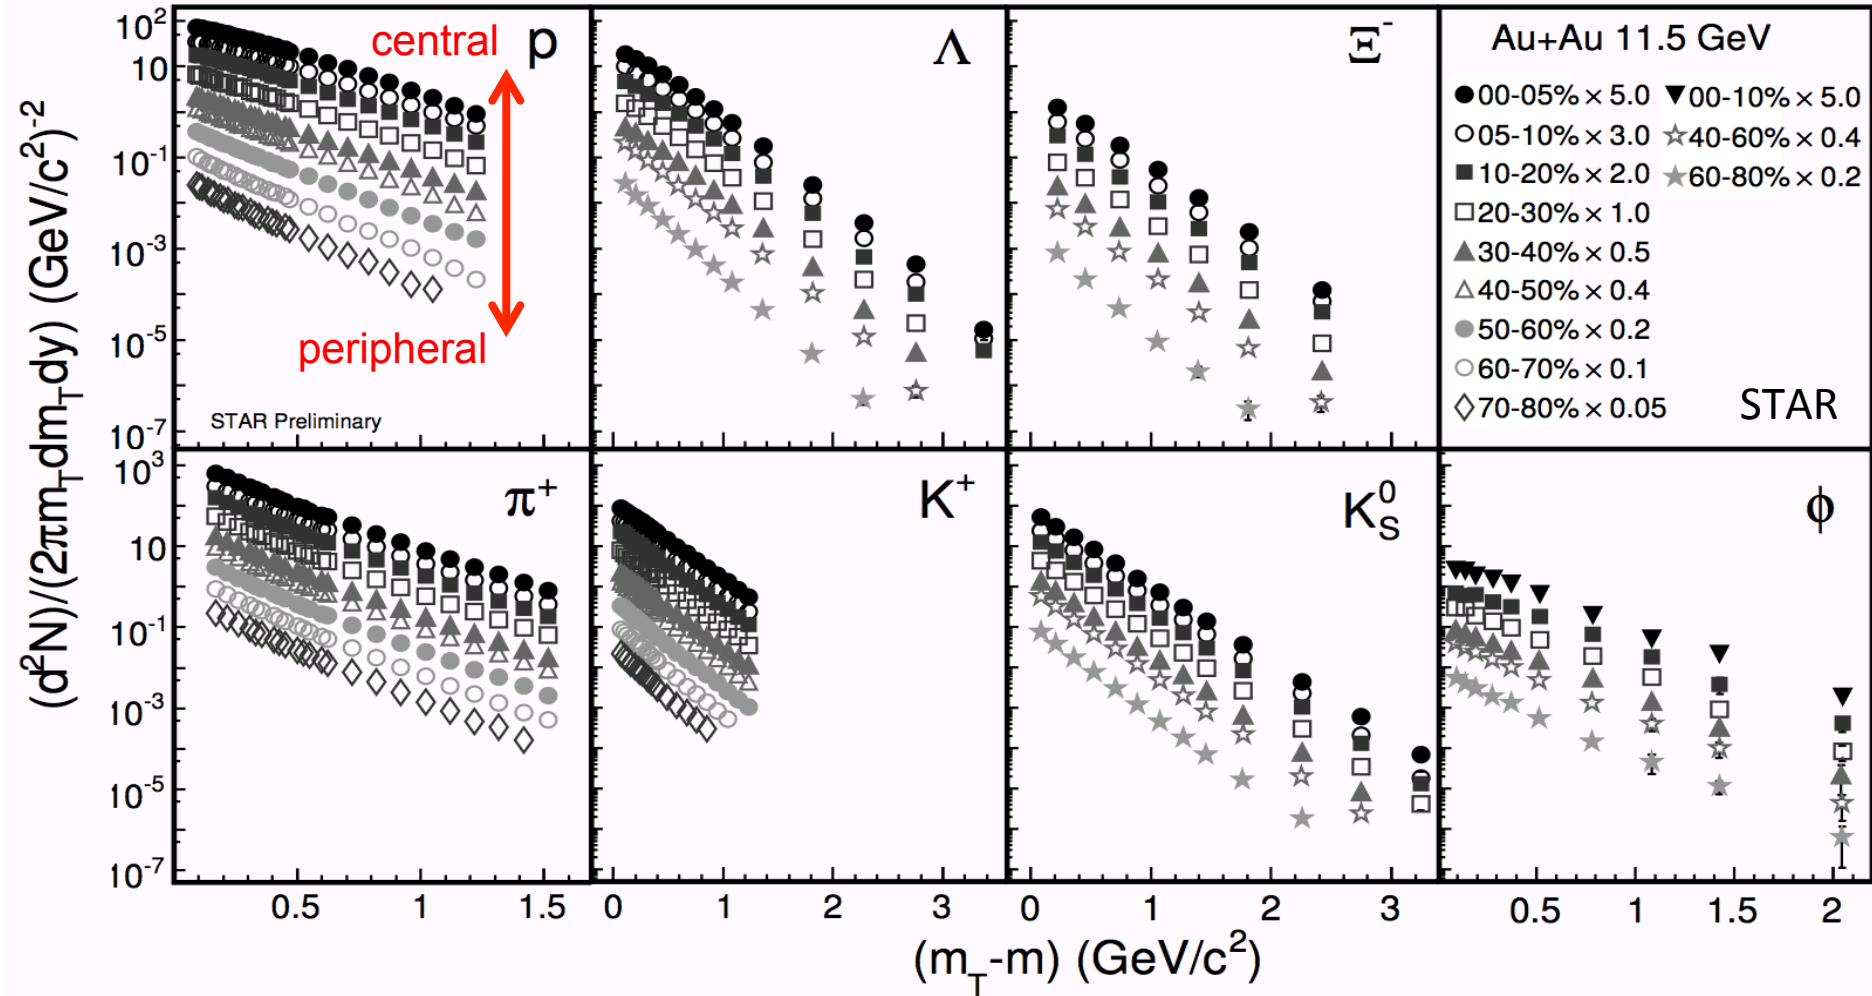 (d²N)/(2πm_T dm_T dy) (GeV/c²)⁻²
10²
10
10⁻¹
10⁻³
10⁻⁵
10⁻⁷
central
p
peripheral
STAR Preliminary
Λ
Ξ⁻
Au+Au 11.5 GeV
00-05% × 5.0
05-10% × 3.0
10-20% × 2.0
20-30% × 1.0
30-40% × 0.5
40-50% × 0.4
50-60% × 0.2
60-70% × 0.1
70-80% × 0.05
00-10% × 5.0
40-60% × 0.4
60-80% × 0.2
STAR
10³
10
10⁻¹
10⁻³
10⁻⁵
10⁻⁷
π⁺
K⁺
K⁰_S
ϕ
0.5 1 1.5
0 1 2 3
0 1 2 3
0.5 1 1.5 2
(m_T-m) (GeV/c²)